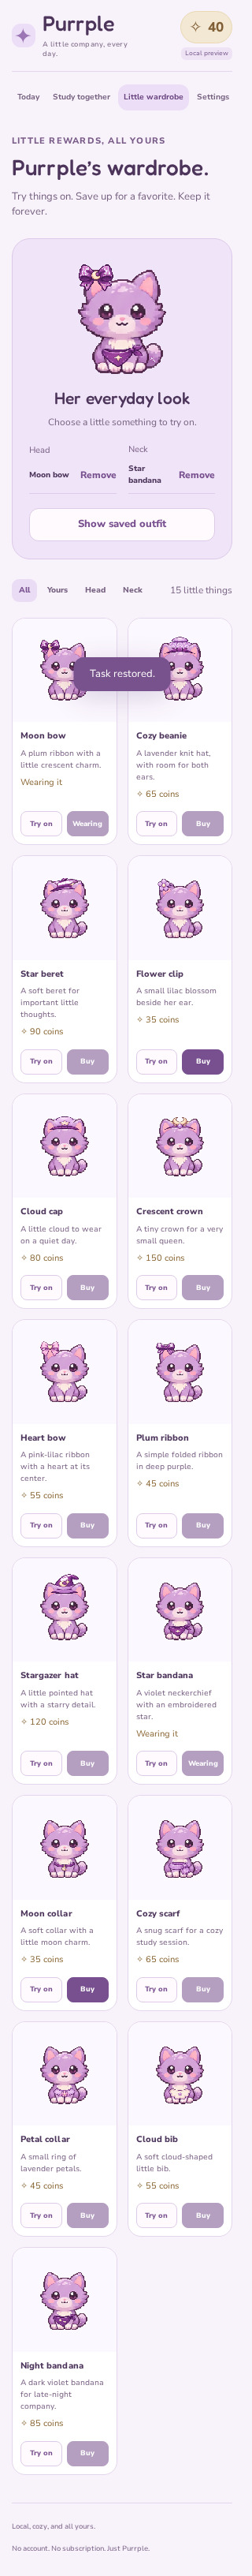 Purrple
A little company, every
day.
✧ 40
Local preview
Today Study together Little wardrobe Settings
LITTLE REWARDS, ALL YOURS
Purrple's wardrobe.
Try things on. Save up for a favorite. Keep it
forever.
Her everyday look
Choose a little something to try on.
Head
Moon bow Remove
Neck
Star
bandana
Remove
Show saved outfit
All Yours Head Neck 15 little things
Task restored.
Moon bow
A plum ribbon with a
little crescent charm.
Wearing it
Try on Wearing
Cozy beanie
A lavender knit hat,
with room for both
ears.
✧ 65 coins
Try on Buy
Star beret
A soft beret for
important little
thoughts.
✧ 90 coins
Try on Buy
Flower clip
A small lilac blossom
beside her ear.
✧ 35 coins
Try on Buy
Cloud cap
A little cloud to wear
on a quiet day.
✧ 80 coins
Try on Buy
Crescent crown
A tiny crown for a very
small queen.
✧ 150 coins
Try on Buy
Heart bow
A pink-lilac ribbon
with a heart at its
center.
✧ 55 coins
Try on Buy
Plum ribbon
A simple folded ribbon
in deep purple.
✧ 45 coins
Try on Buy
Stargazer hat
A little pointed hat
with a starry detail.
✧ 120 coins
Try on Buy
Star bandana
A violet neckerchief
with an embroidered
star.
Wearing it
Try on Wearing
Moon collar
A soft collar with a
little moon charm.
✧ 35 coins
Try on Buy
Cozy scarf
A snug scarf for a cozy
study session.
✧ 65 coins
Try on Buy
Petal collar
A small ring of
lavender petals.
✧ 45 coins
Try on Buy
Cloud bib
A soft cloud-shaped
little bib.
✧ 55 coins
Try on Buy
Night bandana
A dark violet bandana
for late-night
company.
✧ 85 coins
Try on Buy
Local, cozy, and all yours.
No account. No subscription. Just Purrple.